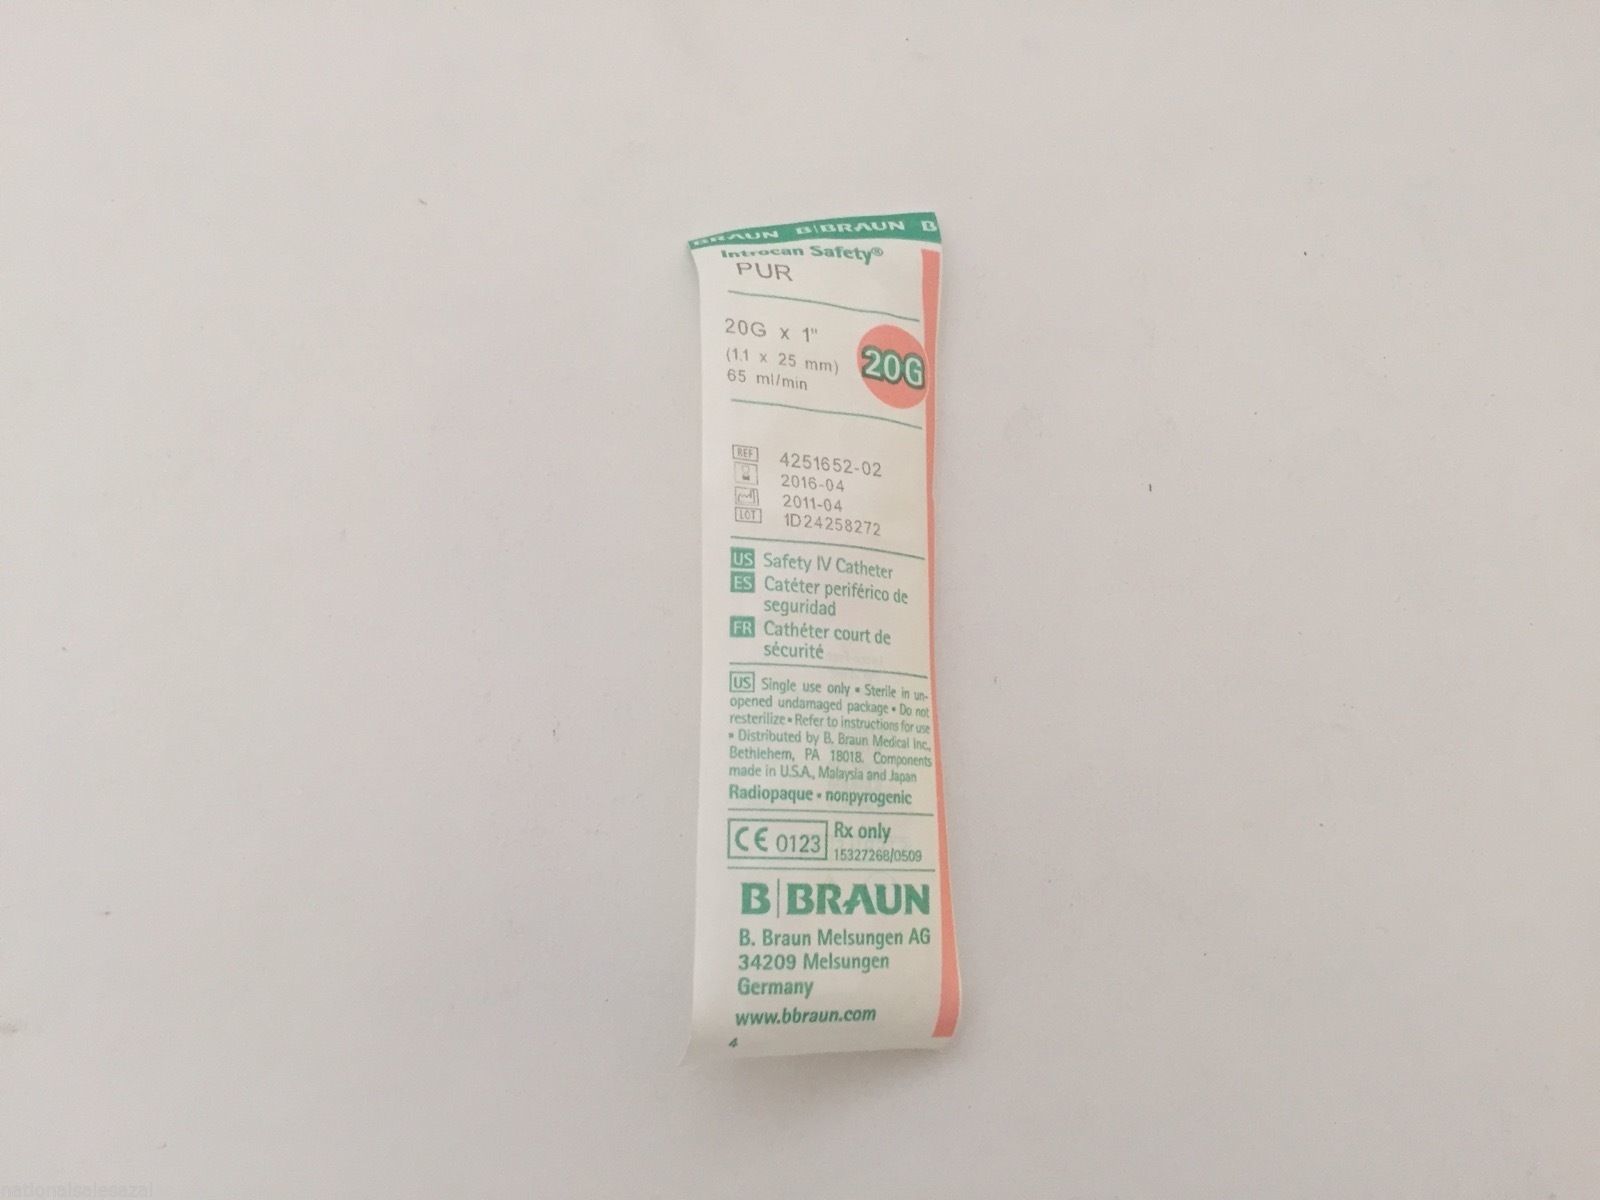 BRAUN B|BRAUN B
Introcan Safety®
PUR
20G x 1"
(1.1 x 25 mm)
65 ml/min
20G
REF 4251652-02
2016-04
2011-04
LOT 1D24258272
US Safety IV Catheter
ES Catéter periférico de
seguridad
FR Cathéter court de
sécurité
US Single use only • Sterile in un-
opened undamaged package • Do not
resterilize • Refer to instructions for use
• Distributed by B. Braun Medical Inc.,
Bethlehem, PA 18018. Components
made in U.S.A., Malaysia and Japan
Radiopaque • nonpyrogenic
CE 0123
Rx only
15327268/0509
B|BRAUN
B. Braun Melsungen AG
34209 Melsungen
Germany
www.bbraun.com
4
nationalsalesazal